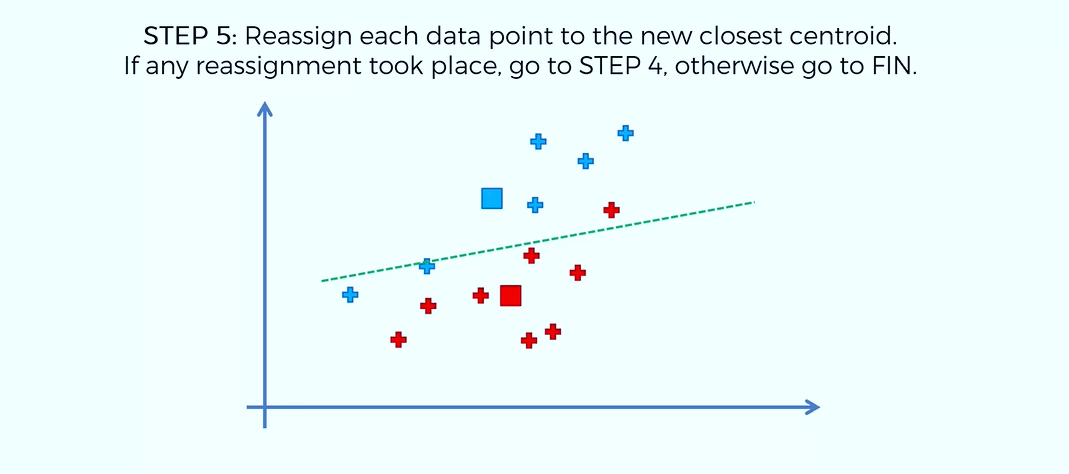 STEP 5: Reassign each data point to the new closest centroid.
If any reassignment took place, go to STEP 4, otherwise go to FIN.